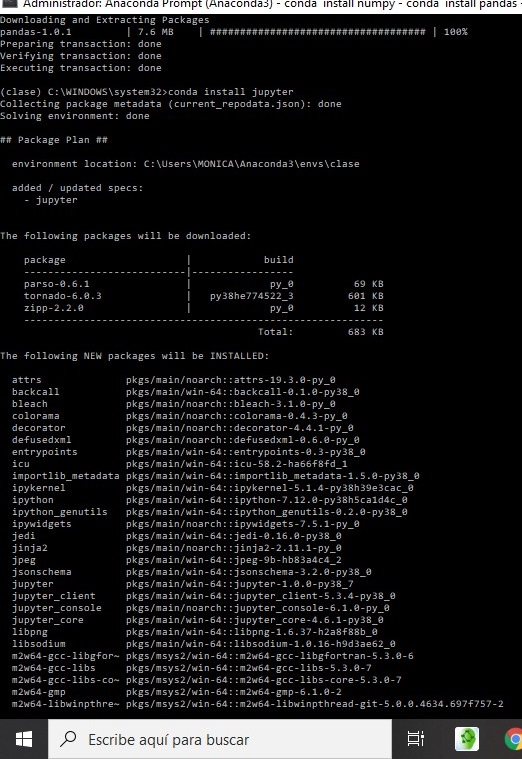 Administrador: Anaconda Prompt (Anaconda3) - conda install numpy - conda install pandas -
Downloading and Extracting Packages
pandas-1.0.1         | 7.6 MB    | #################################### | 100%
Preparing transaction: done
Verifying transaction: done
Executing transaction: done
(clase) C:\WINDOWS\system32>conda install jupyter
Collecting package metadata (current_repodata.json): done
Solving environment: done
## Package Plan ##
environment location: C:\Users\MONICA\Anaconda3\envs\clase
added / updated specs:
- jupyter
The following packages will be downloaded:
package                    |            build
---------------------------|-----------------
parso-0.6.1                |             py_0          69 KB
tornado-6.0.3              |   py38he774522_3         601 KB
zipp-2.2.0                 |             py_0          12 KB
------------------------------------------------------------
Total:         683 KB
The following NEW packages will be INSTALLED:
attrs              pkgs/main/noarch::attrs-19.3.0-py_0
backcall           pkgs/main/win-64::backcall-0.1.0-py38_0
bleach             pkgs/main/noarch::bleach-3.1.0-py_0
colorama           pkgs/main/noarch::colorama-0.4.3-py_0
decorator          pkgs/main/noarch::decorator-4.4.1-py_0
defusedxml         pkgs/main/noarch::defusedxml-0.6.0-py_0
entrypoints        pkgs/main/win-64::entrypoints-0.3-py38_0
icu                pkgs/main/win-64::icu-58.2-ha66f8fd_1
importlib_metadata pkgs/main/win-64::importlib_metadata-1.5.0-py38_0
ipykernel          pkgs/main/win-64::ipykernel-5.1.4-py38h39e3cac_0
ipython            pkgs/main/win-64::ipython-7.12.0-py38h5ca1d4c_0
ipython_genutils   pkgs/main/win-64::ipython_genutils-0.2.0-py38_0
ipywidgets         pkgs/main/noarch::ipywidgets-7.5.1-py_0
jedi               pkgs/main/win-64::jedi-0.16.0-py38_0
jinja2             pkgs/main/noarch::jinja2-2.11.1-py_0
jpeg               pkgs/main/win-64::jpeg-9b-hb83a4c4_2
jsonschema         pkgs/main/win-64::jsonschema-3.2.0-py38_0
jupyter            pkgs/main/win-64::jupyter-1.0.0-py38_7
jupyter_client     pkgs/main/win-64::jupyter_client-5.3.4-py38_0
jupyter_console    pkgs/main/noarch::jupyter_console-6.1.0-py_0
jupyter_core       pkgs/main/win-64::jupyter_core-4.6.1-py38_0
libpng             pkgs/main/win-64::libpng-1.6.37-h2a8f88b_0
libsodium          pkgs/main/win-64::libsodium-1.0.16-h9d3ae62_0
m2w64-gcc-libgfor~ pkgs/msys2/win-64::m2w64-gcc-libgfortran-5.3.0-6
m2w64-gcc-libs     pkgs/msys2/win-64::m2w64-gcc-libs-5.3.0-7
m2w64-gcc-libs-co~ pkgs/msys2/win-64::m2w64-gcc-libs-core-5.3.0-7
m2w64-gmp          pkgs/msys2/win-64::m2w64-gmp-6.1.0-2
m2w64-libwinpthre~ pkgs/msys2/win-64::m2w64-libwinpthread-git-5.0.0.4634.697f757-2
Escribe aquí para buscar